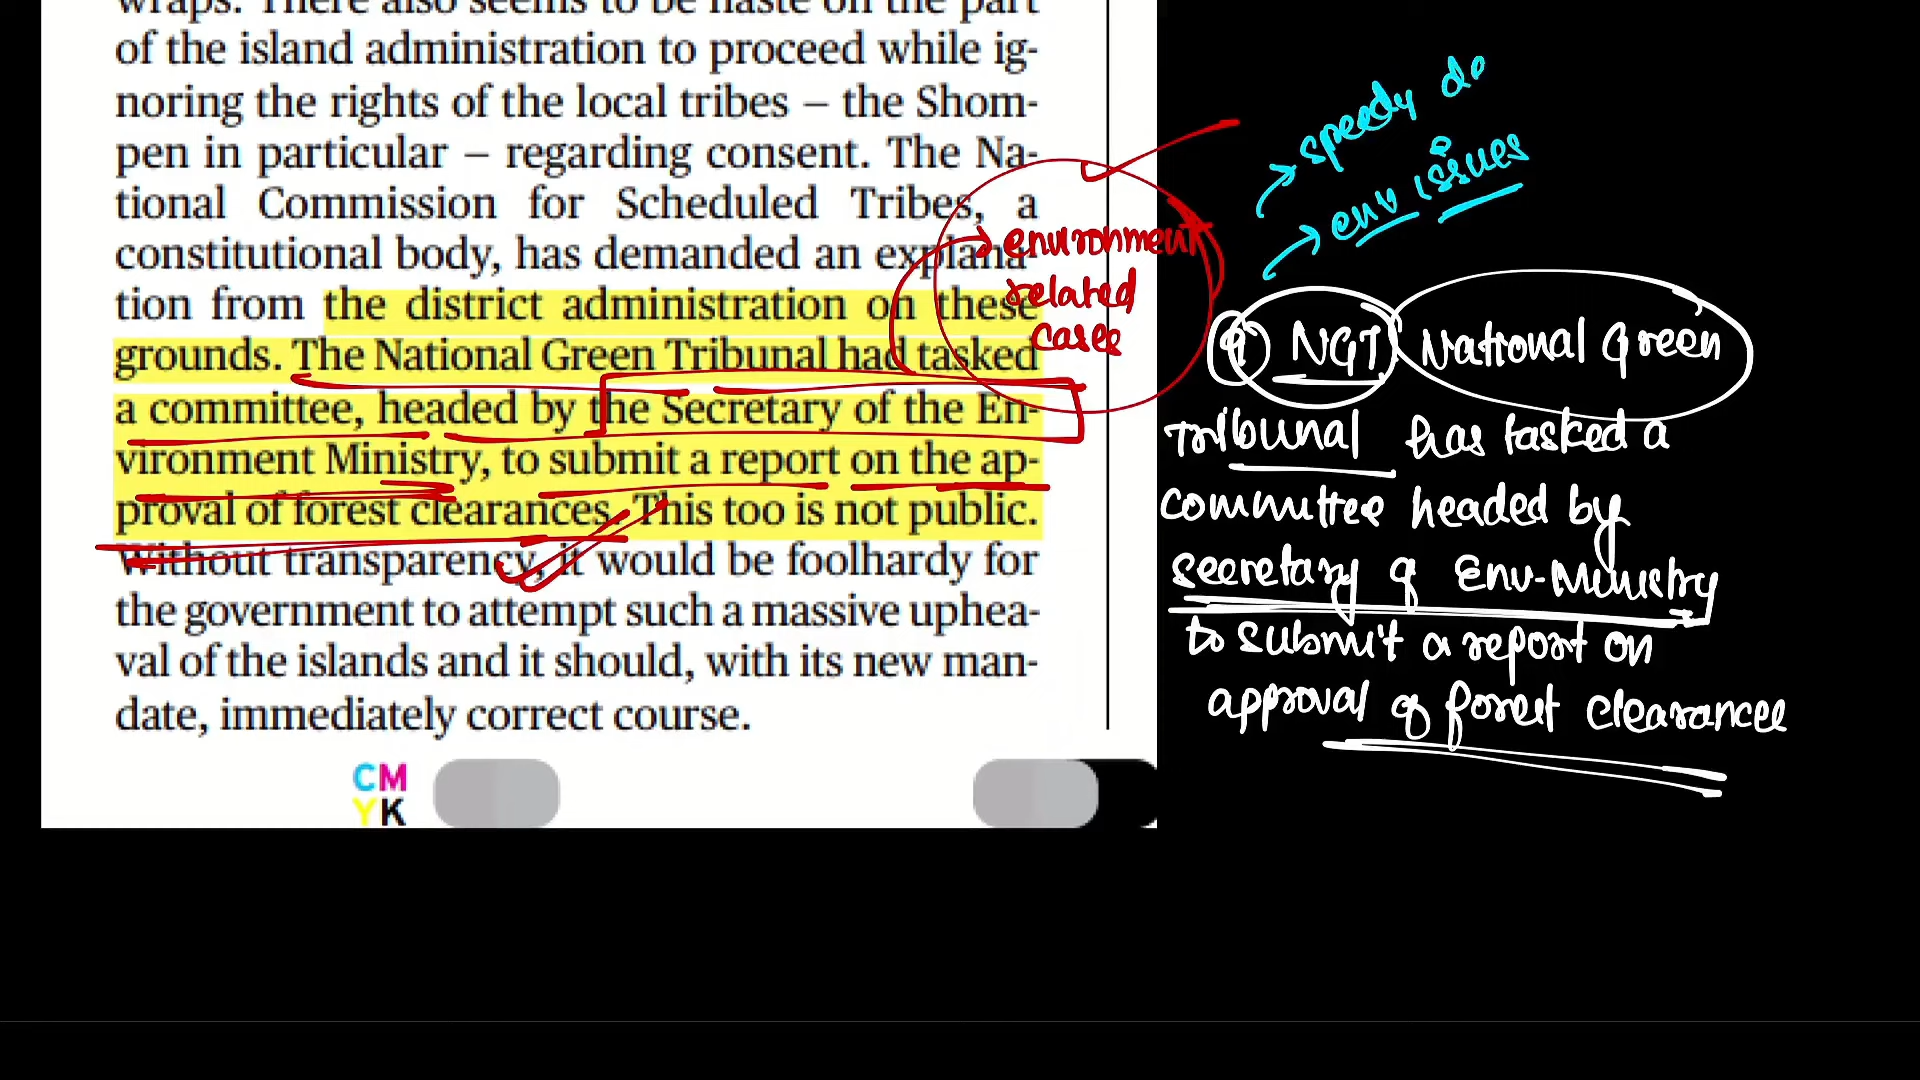 wraps. There also seems to be haste on the part
of the island administration to proceed while ig-
noring the rights of the local tribes – the Shom-
pen in particular – regarding consent. The Na-
tional Commission for Scheduled Tribes, a
constitutional body, has demanded an explana-
tion from the district administration on these
grounds. The National Green Tribunal had tasked
a committee, headed by the Secretary of the En-
vironment Ministry, to submit a report on the ap-
proval of forest clearances. This too is not public.
Without transparency, it would be foolhardy for
the government to attempt such a massive uphea-
val of the islands and it should, with its new man-
date, immediately correct course.
CM
YK
environment
related
cases
→ speedy de
→ env issues
NGT National Green
Tribunal has tasked a
committee headed by
secretary of Env-Ministry
to submit a report on
approval of forest clearances